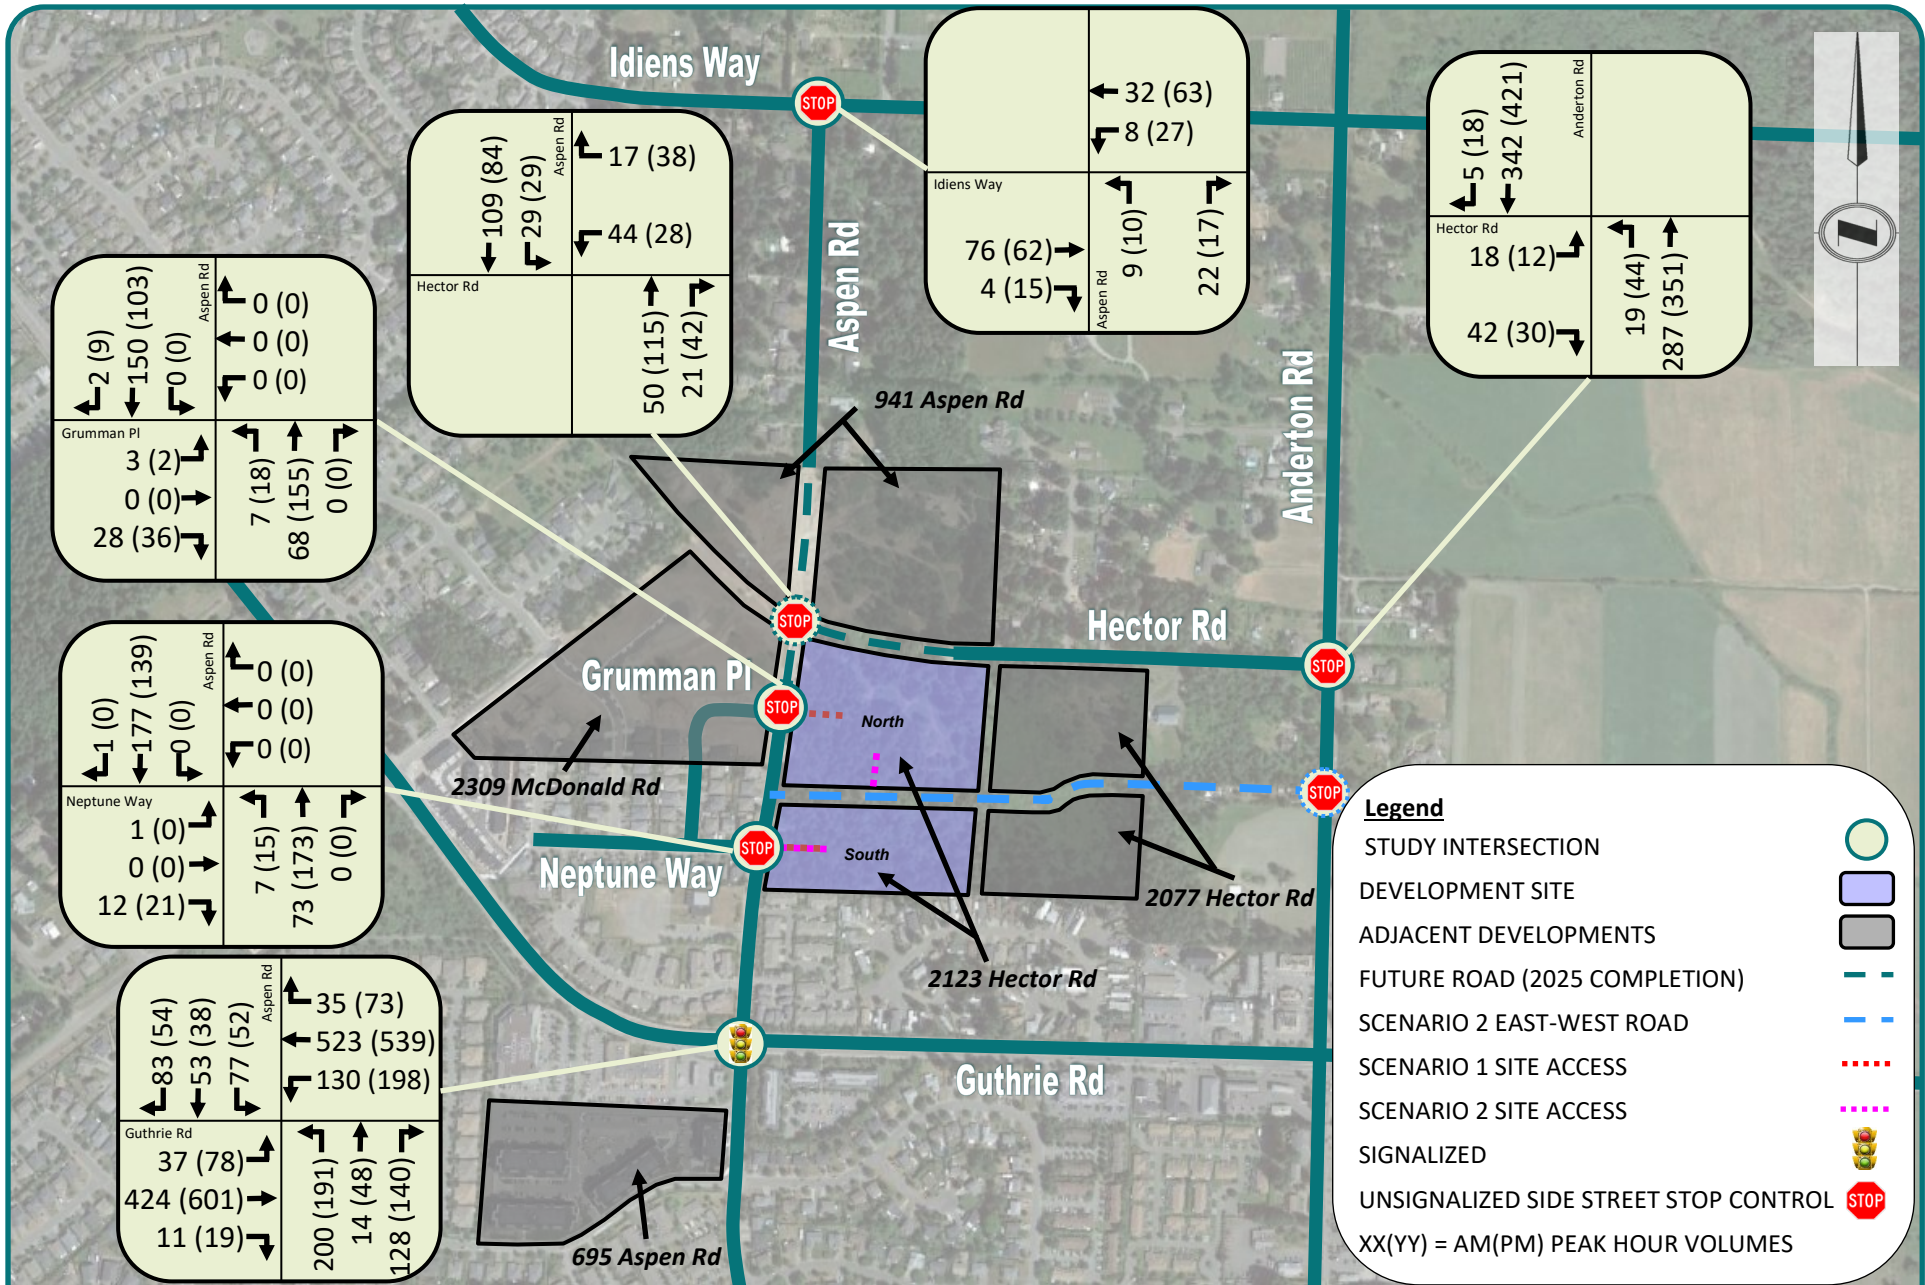 Idiens Way
STOP
32 (63)
8 (27)
Idiens Way
76 (62)
4 (15)
Aspen Rd
9 (10)
22 (17)
5 (18)
342 (421)
Anderton Rd
Hector Rd
18 (12)
42 (30)
19 (44)
287 (351)
109 (84)
29 (29)
Aspen Rd
17 (38)
44 (28)
Hector Rd
50 (115)
21 (42)
Aspen Rd
Anderton Rd
2 (9)
150 (103)
0 (0)
Aspen Rd
0 (0)
0 (0)
0 (0)
Grumman Pl
3 (2)
0 (0)
28 (36)
7 (18)
68 (155)
0 (0)
941 Aspen Rd
STOP
Hector Rd
STOP
Grumman Pl
STOP
North
2309 McDonald Rd
STOP
1 (0)
177 (139)
0 (0)
Aspen Rd
0 (0)
0 (0)
0 (0)
Neptune Way
1 (0)
0 (0)
12 (21)
7 (15)
73 (173)
0 (0)
STOP
South
Neptune Way
2077 Hector Rd
2123 Hector Rd
83 (54)
53 (38)
77 (52)
Aspen Rd
35 (73)
523 (539)
130 (198)
Guthrie Rd
37 (78)
424 (601)
11 (19)
200 (191)
14 (48)
128 (140)
Guthrie Rd
695 Aspen Rd
Legend
STUDY INTERSECTION
DEVELOPMENT SITE
ADJACENT DEVELOPMENTS
FUTURE ROAD (2025 COMPLETION)
SCENARIO 2 EAST-WEST ROAD
SCENARIO 1 SITE ACCESS
SCENARIO 2 SITE ACCESS
SIGNALIZED
UNSIGNALIZED SIDE STREET STOP CONTROL STOP
XX(YY) = AM(PM) PEAK HOUR VOLUMES